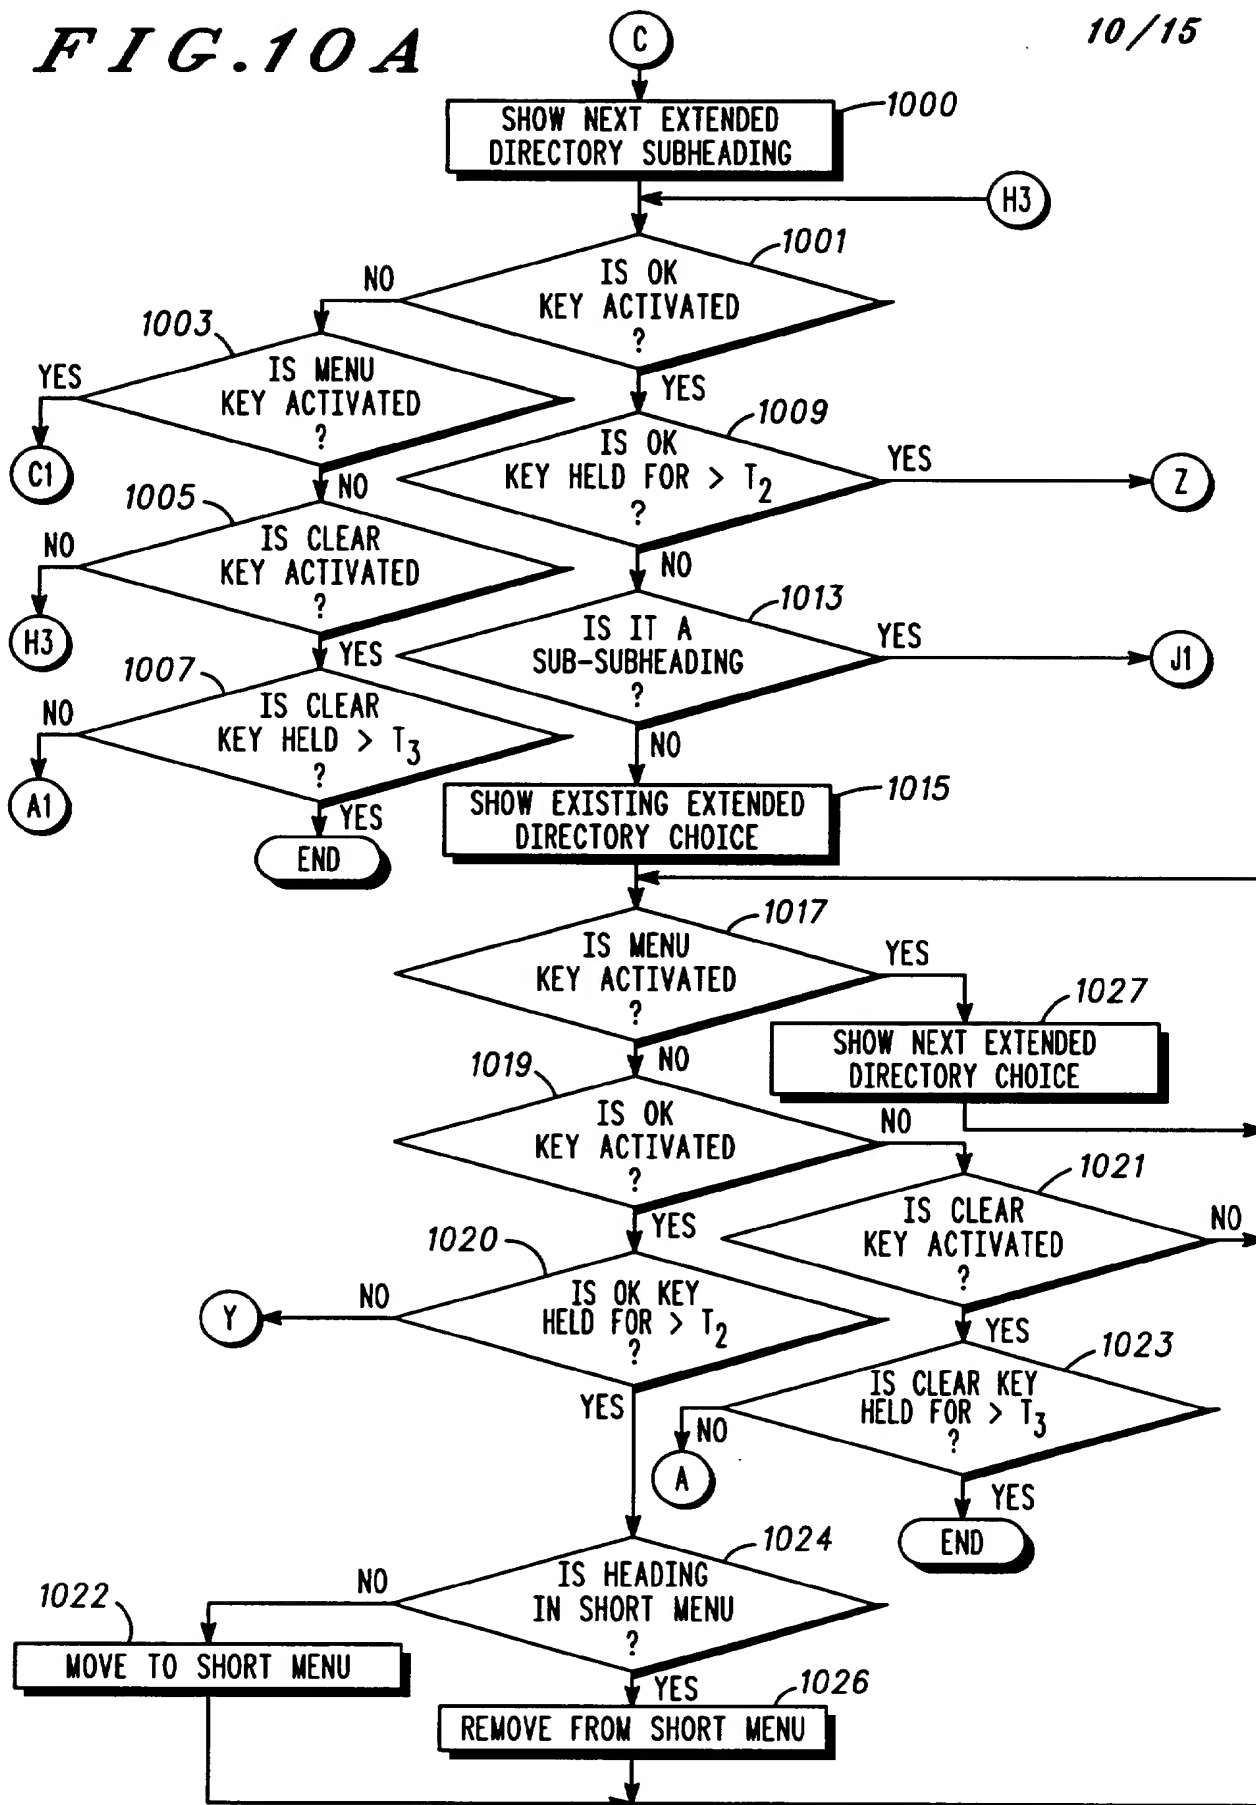 FIG.10A
10/15
C
SHOW NEXT EXTENDED
DIRECTORY SUBHEADING
1000
H3
IS OK
KEY ACTIVATED
?
1001
NO
YES
IS MENU
KEY ACTIVATED
?
1003
YES
C1
NO
IS OK
KEY HELD FOR > T2
?
1009
YES
Z
NO
IS CLEAR
KEY ACTIVATED
?
1005
NO
H3
YES
IS IT A
SUB-SUBHEADING
?
1013
YES
J1
NO
IS CLEAR
KEY HELD > T3
?
1007
NO
A1
YES
END
SHOW EXISTING EXTENDED
DIRECTORY CHOICE
1015
IS MENU
KEY ACTIVATED
?
1017
YES
NO
SHOW NEXT EXTENDED
DIRECTORY CHOICE
1027
IS OK
KEY ACTIVATED
?
1019
NO
YES
IS CLEAR
KEY ACTIVATED
?
1021
NO
YES
IS OK KEY
HELD FOR > T2
?
1020
NO
Y
YES
IS CLEAR KEY
HELD FOR > T3
?
1023
NO
A
YES
END
IS HEADING
IN SHORT MENU
?
1024
NO
YES
MOVE TO SHORT MENU
1022
REMOVE FROM SHORT MENU
1026